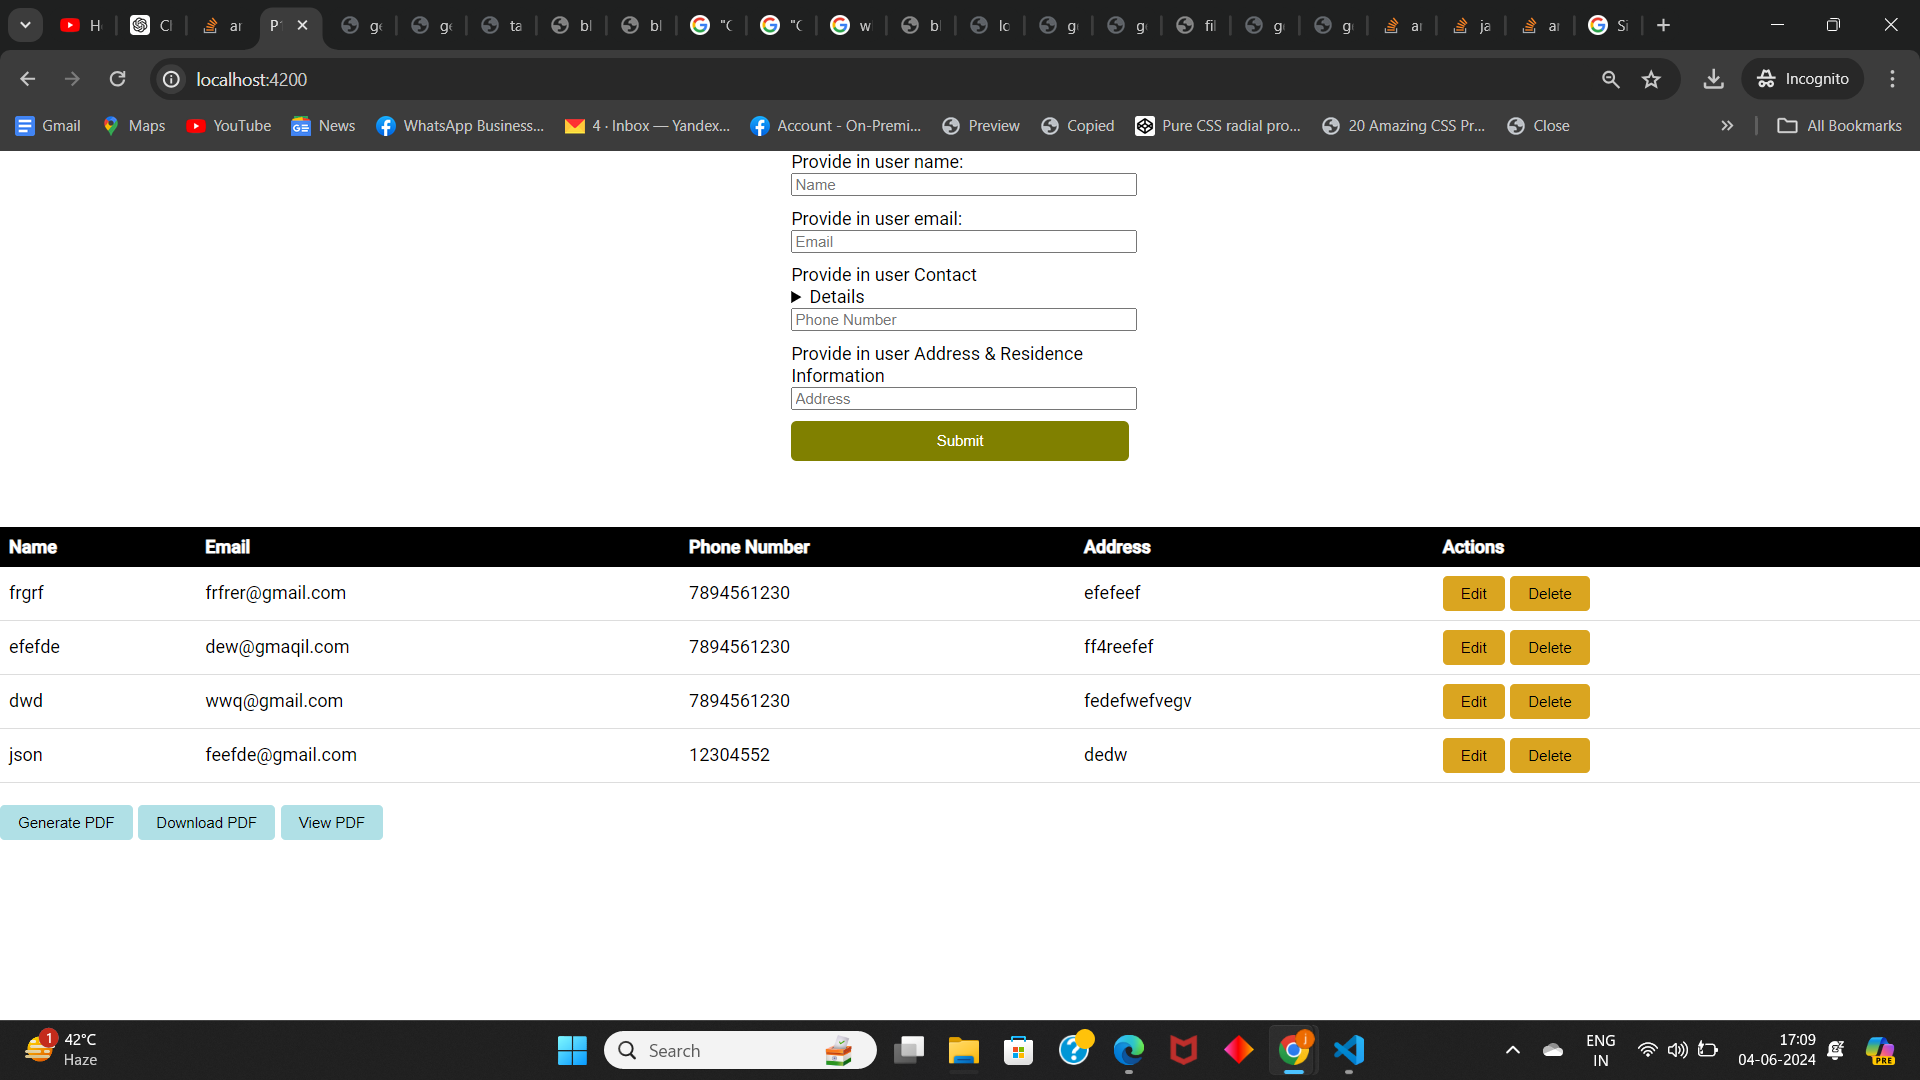 H
Cl
ar
P
ge
ge
ta
bl
bl
"C
"C
w
bl
lo
ge
ge
fil
ge
ge
ar
ja
ar
Si
localhost:4200
Incognito
Gmail
Maps
YouTube
News
WhatsApp Business...
4 · Inbox — Yandex...
Account - On-Premi...
Preview
Copied
Pure CSS radial pro...
20 Amazing CSS Pr...
Close
All Bookmarks
Provide in user name:
Name
Provide in user email:
Email
Provide in user Contact
Details
Phone Number
Provide in user Address & Residence
Information
Address
Submit
Name Email Phone Number Address Actions
frgrf frfrer@gmail.com 7894561230 efefeef Edit Delete
efefde dew@gmaqil.com 7894561230 ff4reefef Edit Delete
dwd wwq@gmail.com 7894561230 fedefwefvegv Edit Delete
json feefde@gmail.com 12304552 dedw Edit Delete
Generate PDF Download PDF View PDF
1
42°C
Haze
Search
J
ENG
IN
17:09
04-06-2024
PRE